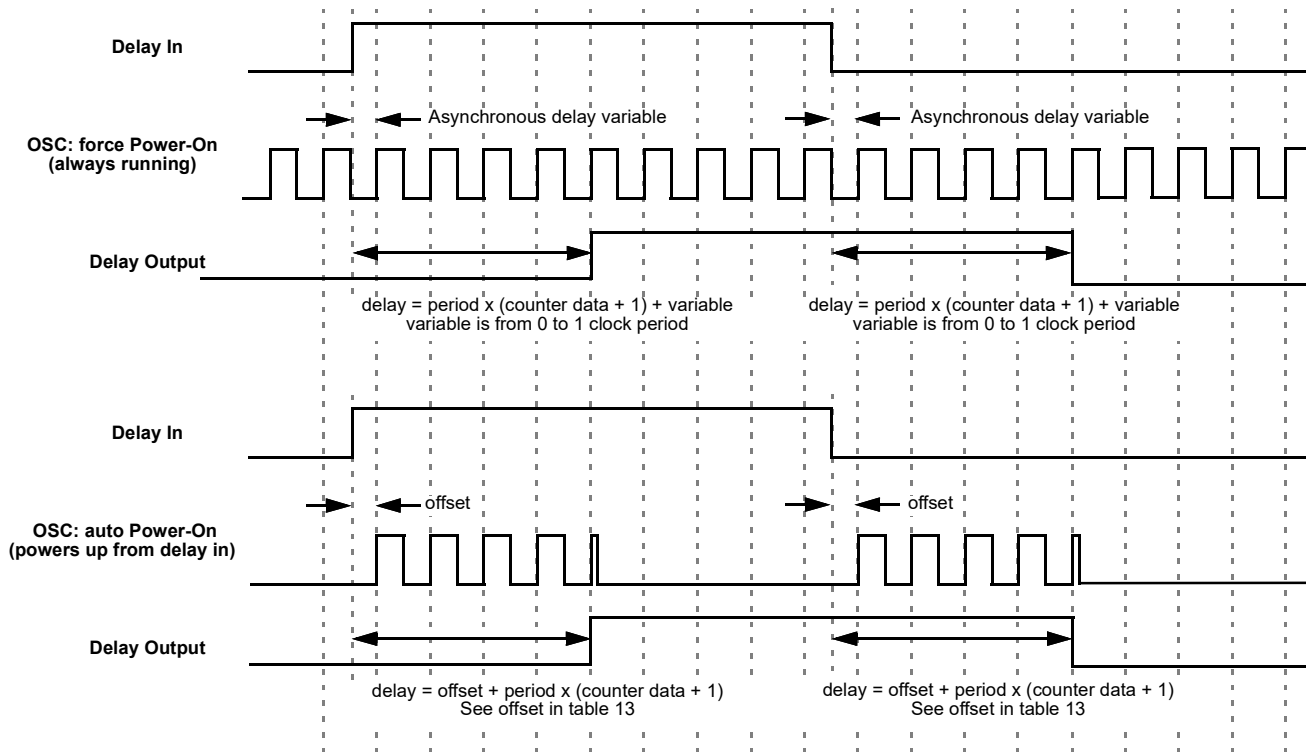 Delay In
Asynchronous delay variable
Asynchronous delay variable
OSC: force Power-On
(always running)
Delay Output
delay = period x (counter data + 1) + variable
variable is from 0 to 1 clock period
delay = period x (counter data + 1) + variable
variable is from 0 to 1 clock period
Delay In
offset
offset
OSC: auto Power-On
(powers up from delay in)
Delay Output
delay = offset + period x (counter data + 1)
See offset in table 13
delay = offset + period x (counter data + 1)
See offset in table 13